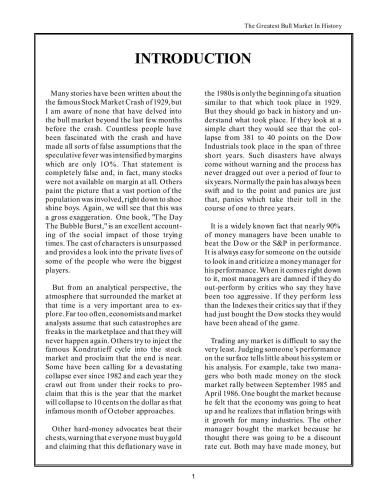 The Greatest Bull Market In History
INTRODUCTION
Many stories have been written about the
the famous Stock Market Crash of 1929, but
I am aware of none that have delved into
the bull market beyond the last few months
before the crash. Countless people have
been fascinated with the crash and have
made all sorts of false assumptions that the
speculative fever was intensified by margins
which are only 1O%. That statement is
completely false and, in fact, many stocks
were not available on margin at all. Others
paint the picture that a vast portion of the
population was involved, right down to shoe
shine boys. Again, we will see that this was
a gross exaggeration. One book, "The Day
The Bubble Burst," is an excellent account-
ing of the social impact of those trying
times. The cast of characters is unsurpassed
and provides a look into the private lives of
some of the people who were the biggest
players.
But from an analytical perspective, the
atmosphere that surrounded the market at
that time is a very important area to ex-
plore. Far too often, economists and market
analysts assume that such catastrophes are
freaks in the marketplace and that they will
never happen again. Others try to inject the
famous Kondratieff cycle into the stock
market and proclaim that the end is near.
Some have been calling for a devastating
collapse ever since 1982 and each year they
crawl out from under their rocks to pro-
claim that this is the year that the market
will collapse to 10 cents on the dollar as that
infamous month of October approaches.
Other hard-money advocates beat their
chests, warning that everyone must buy gold
and claiming that this deflationary wave in
the 1980s is only the beginning of a situation
similar to that which took place in 1929.
But they should go back in history and un-
derstand what took place. If they look at a
simple chart they would see that the col-
lapse from 381 to 40 points on the Dow
Industrials took place in the span of three
short years. Such disasters have always
come without warning and the process has
never dragged out over a period of four to
six years. Normally the pain has always been
swift and to the point and panics are just
that, panics which take their toll in the
course of one to three years.
It is a widely known fact that nearly 90%
of money managers have been unable to
beat the Dow or the S&P in performance.
It is always easy for someone on the outside
to look in and criticize a money manager for
his performance. When it comes right down
to it, most managers are damned if they do
out-perform by critics who say they have
been too aggressive. If they perform less
than the Indexes their critics say that if they
had just bought the Dow stocks they would
have been ahead of the game.
Trading any market is difficult to say the
very least. Judging someone's performance
on the surface tells little about his system or
his analysis. For example, take two mana-
gers who both made money on the stock
market rally between September 1985 and
April 1986. One bought the market because
he felt that the economy was going to heat
up and he realizes that inflation brings with
it growth for many industries. The other
manager bought the market because he
thought there was going to be a discount
rate cut. Both may have made money, but
1